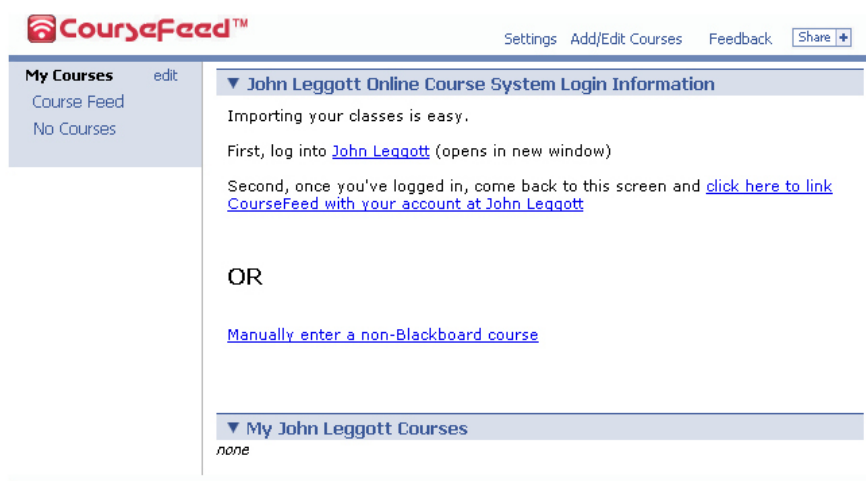 CourseFeed™
Settings Add/Edit Courses Feedback Share +
My Courses edit
Course Feed
No Courses
▼ John Leggott Online Course System Login Information
Importing your classes is easy.
First, log into John Leggott (opens in new window)
Second, once you've logged in, come back to this screen and click here to link
CourseFeed with your account at John Leggott
OR
Manually enter a non-Blackboard course
▼ My John Leggott Courses
none